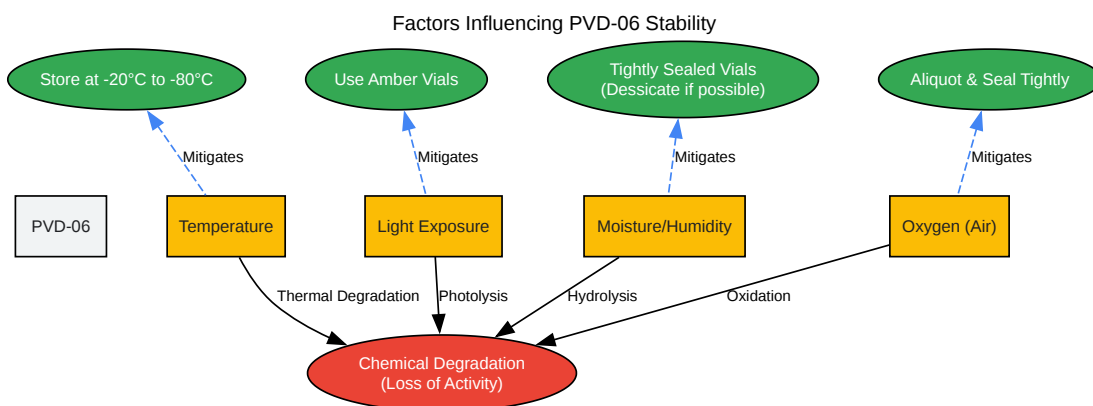 Factors Influencing PVD-06 Stability
Store at -20°C to -80°C
Use Amber Vials
Tightly Sealed Vials
(Dessicate if possible)
Aliquot & Seal Tightly
Mitigates
Mitigates
Mitigates
Mitigates
PVD-06
Temperature
Light Exposure
Moisture/Humidity
Oxygen (Air)
Thermal Degradation
Photolysis
Hydrolysis
Oxidation
Chemical Degradation
(Loss of Activity)